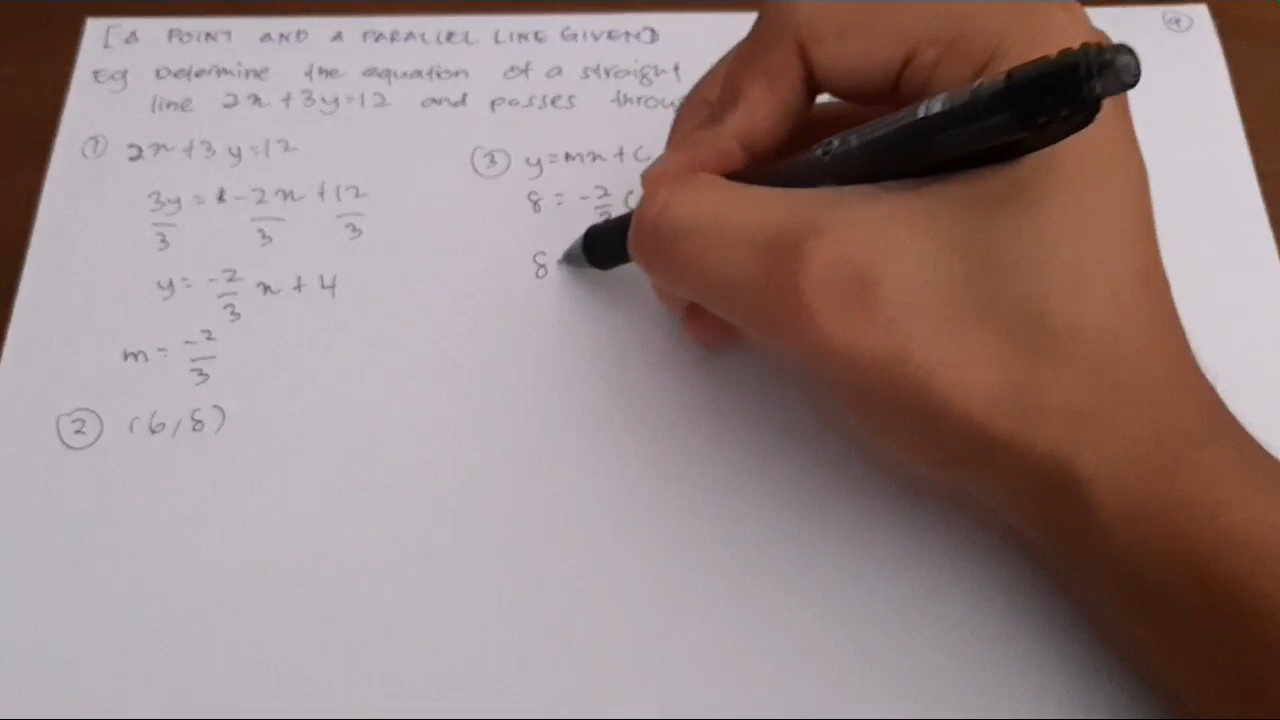 [A POINT AND A PARALLEL LINE GIVEN]
Eg Determine the equation of a straight
line 2x+3y=12 and passes throu
① 2x+3y=12
3y = -2x + 12
3 3 3
y = -2/3 x + 4
m = -2/3
② (6,8)
③ y=mx+c
8 = -2/3 (
8